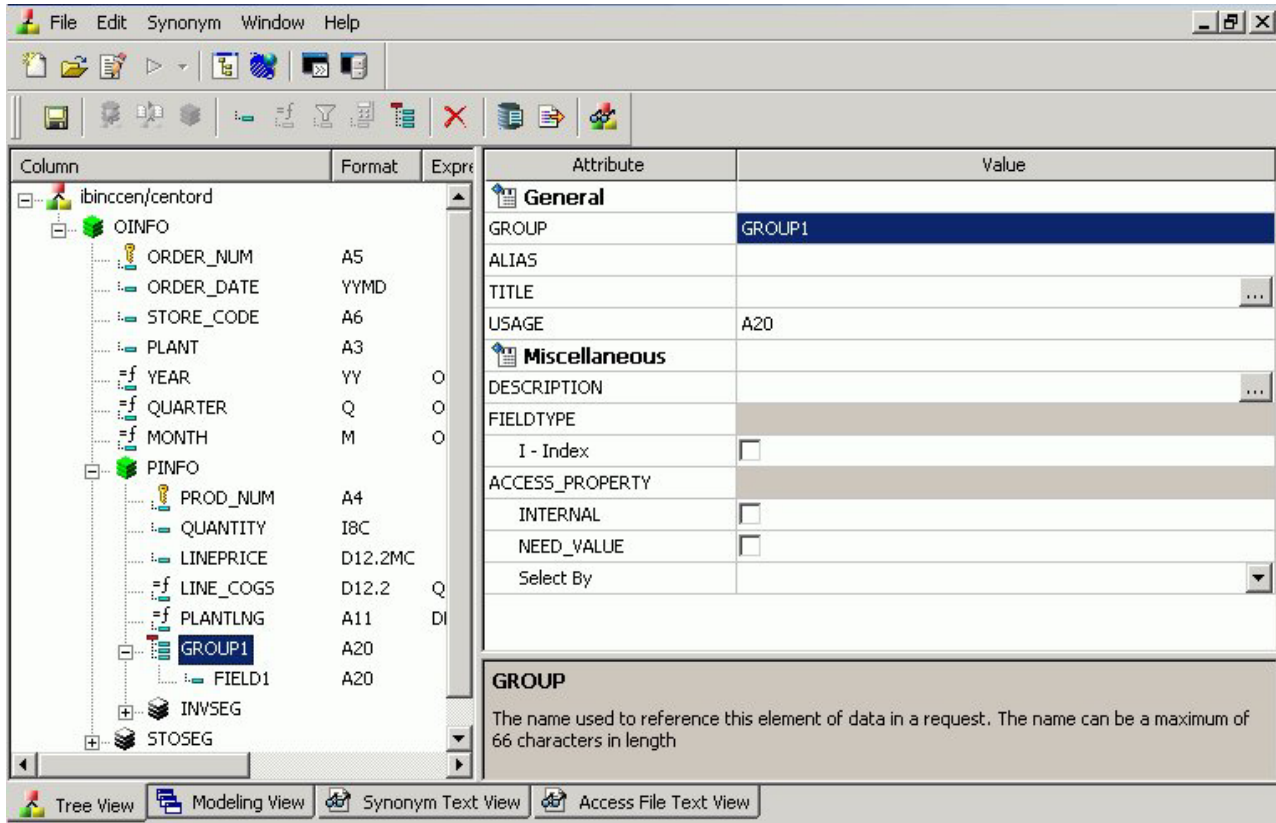 File Edit Synonym Window Help
Column Format Expre
ibinccen/centord
OINFO
ORDER_NUM A5
ORDER_DATE YYMD
STORE_CODE A6
PLANT A3
YEAR YY O
QUARTER Q O
MONTH M O
PINFO
PROD_NUM A4
QUANTITY I8C
LINEPRICE D12.2MC
LINE_COGS D12.2 Q
PLANTLNG A11 DI
GROUP1 A20
FIELD1 A20
INVSEG
STOSEG
Attribute Value
General
GROUP GROUP1
ALIAS
TITLE ...
USAGE A20
Miscellaneous
DESCRIPTION ...
FIELDTYPE
I - Index
ACCESS_PROPERTY
INTERNAL
NEED_VALUE
Select By
GROUP
The name used to reference this element of data in a request. The name can be a maximum of
66 characters in length
Tree View Modeling View Synonym Text View Access File Text View